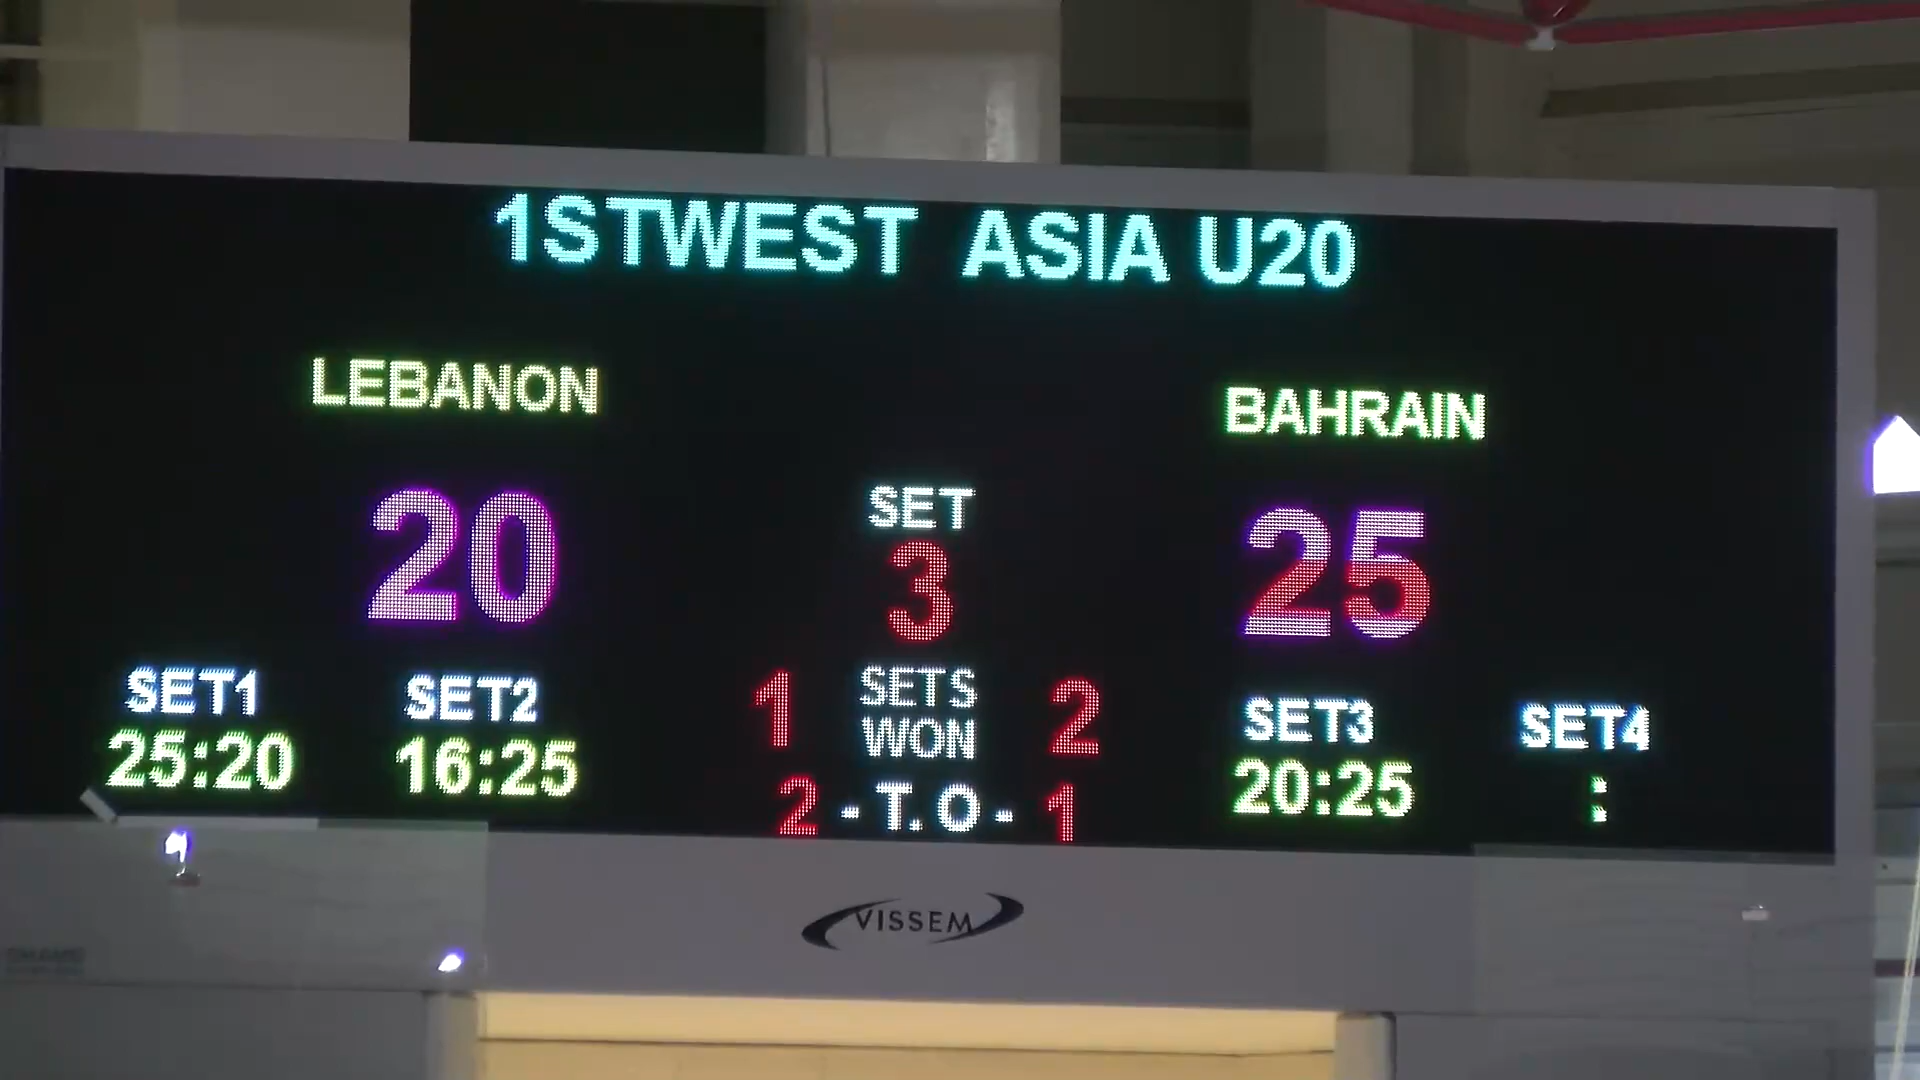 1STWEST ASIA U20
LEBANON
BAHRAIN
20
SET
3
25
SET1
25:20
SET2
16:25
1 SETS WON 2
2 - T.O - 1
SET3
20:25
SET4
:
VISSEM